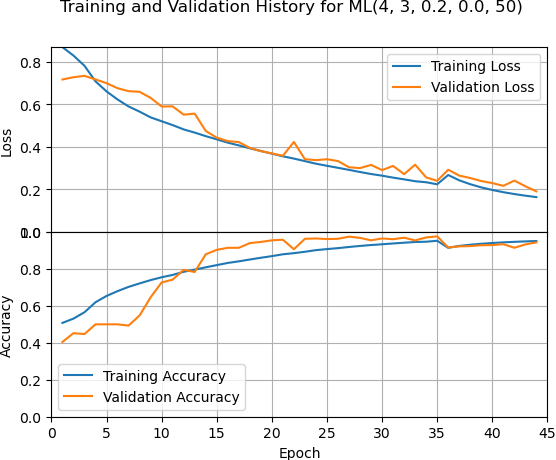 Training and Validation History for ML(4, 3, 0.2, 0.0, 50)
0.8
0.6
0.4
0.2
Loss
Training Loss
Validation Loss
1.0
0.8
0.6
0.4
0.2
0.0
Accuracy
Training Accuracy
Validation Accuracy
0 5 10 15 20 25 30 35 40 45
Epoch